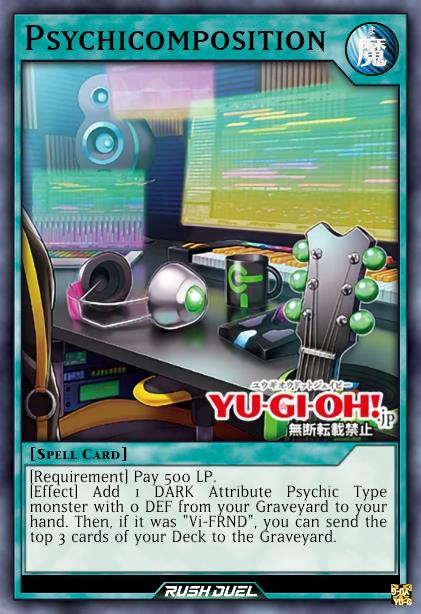 Psychicomposition
ま
魔
ユウギオウドットジェイピー
YU-GI-OH!.jp
無断転載禁止
[Spell Card]
[Requirement] Pay 500 LP.
[Effect] Add 1 DARK Attribute Psychic Type
monster with 0 DEF from your Graveyard to your
hand. Then, if it was "Vi-FRND", you can send the
top 3 cards of your Deck to the Graveyard.
RUSH DUEL